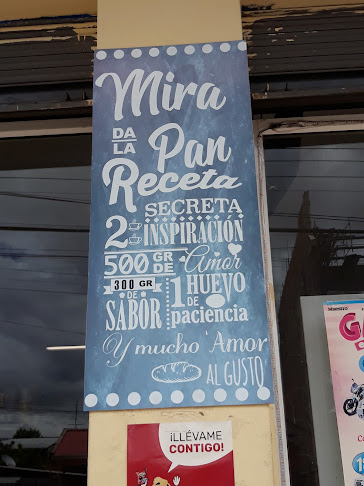 Mira
DA
LA
Pan
Receta
SECRETA
2 INSPIRACIÓN
500 GR DE Amor
300 GR DE SABOR
1 HUEVO DE paciencia
Y mucho Amor
AL GUSTO
¡LLÉVAME
CONTIGO!